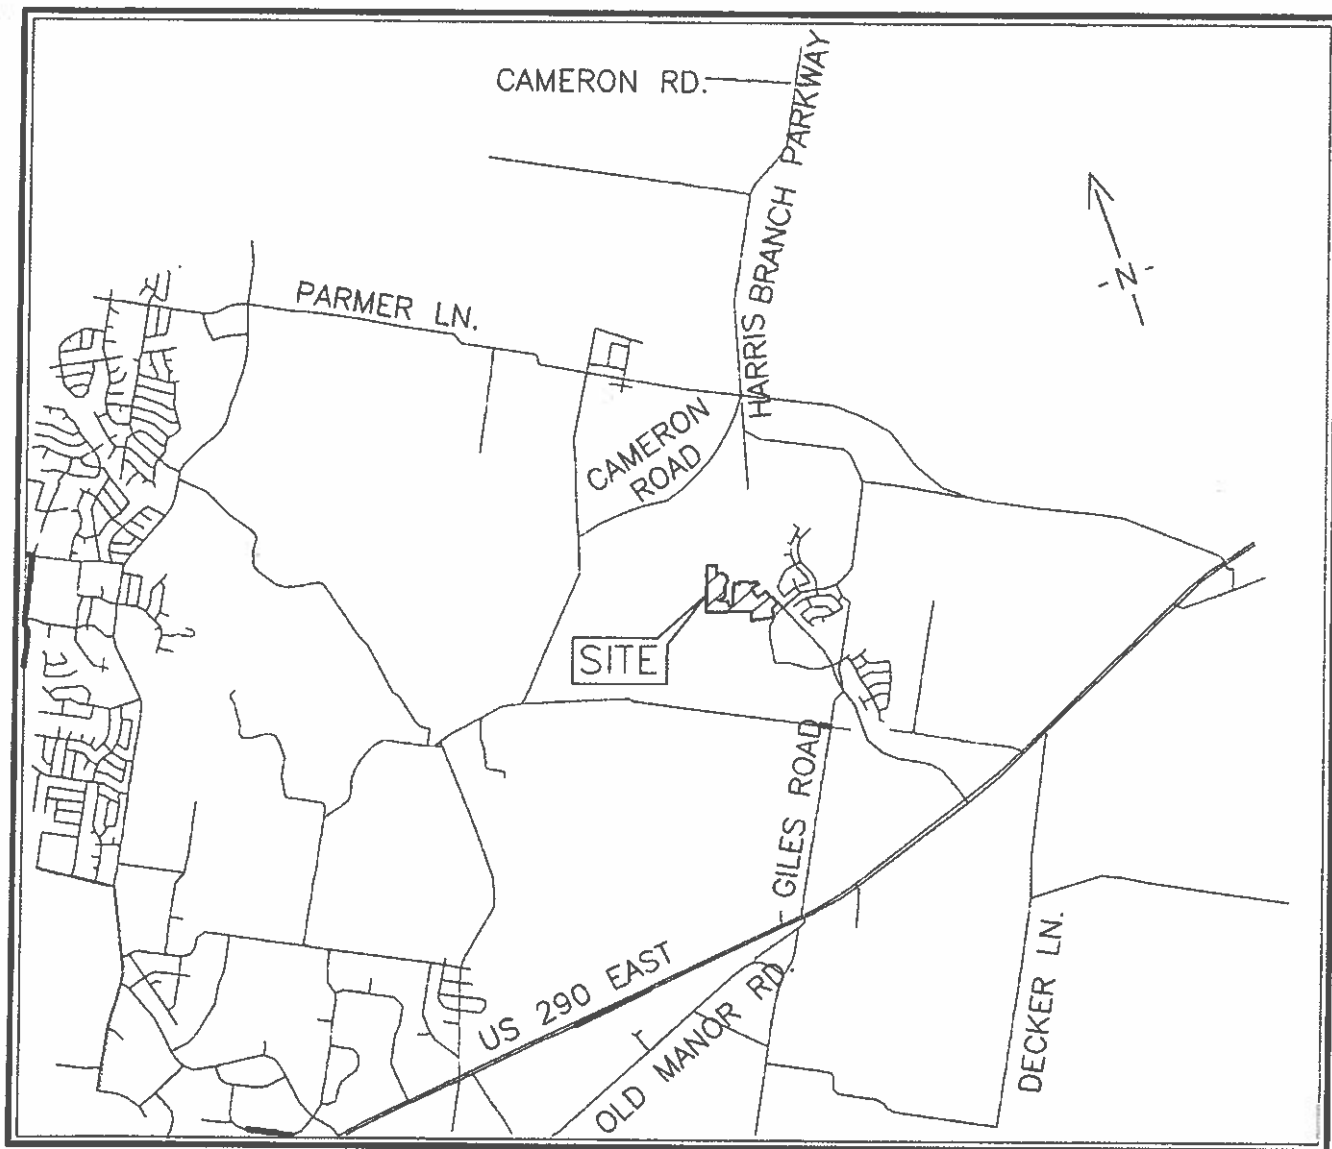 CAMERON RD.
HARRIS BRANCH PARKWAY
N
PARMER LN.
CAMERON
ROAD
SITE
GILES ROAD
US 290 EAST
OLD MANOR RD.
DECKER LN.